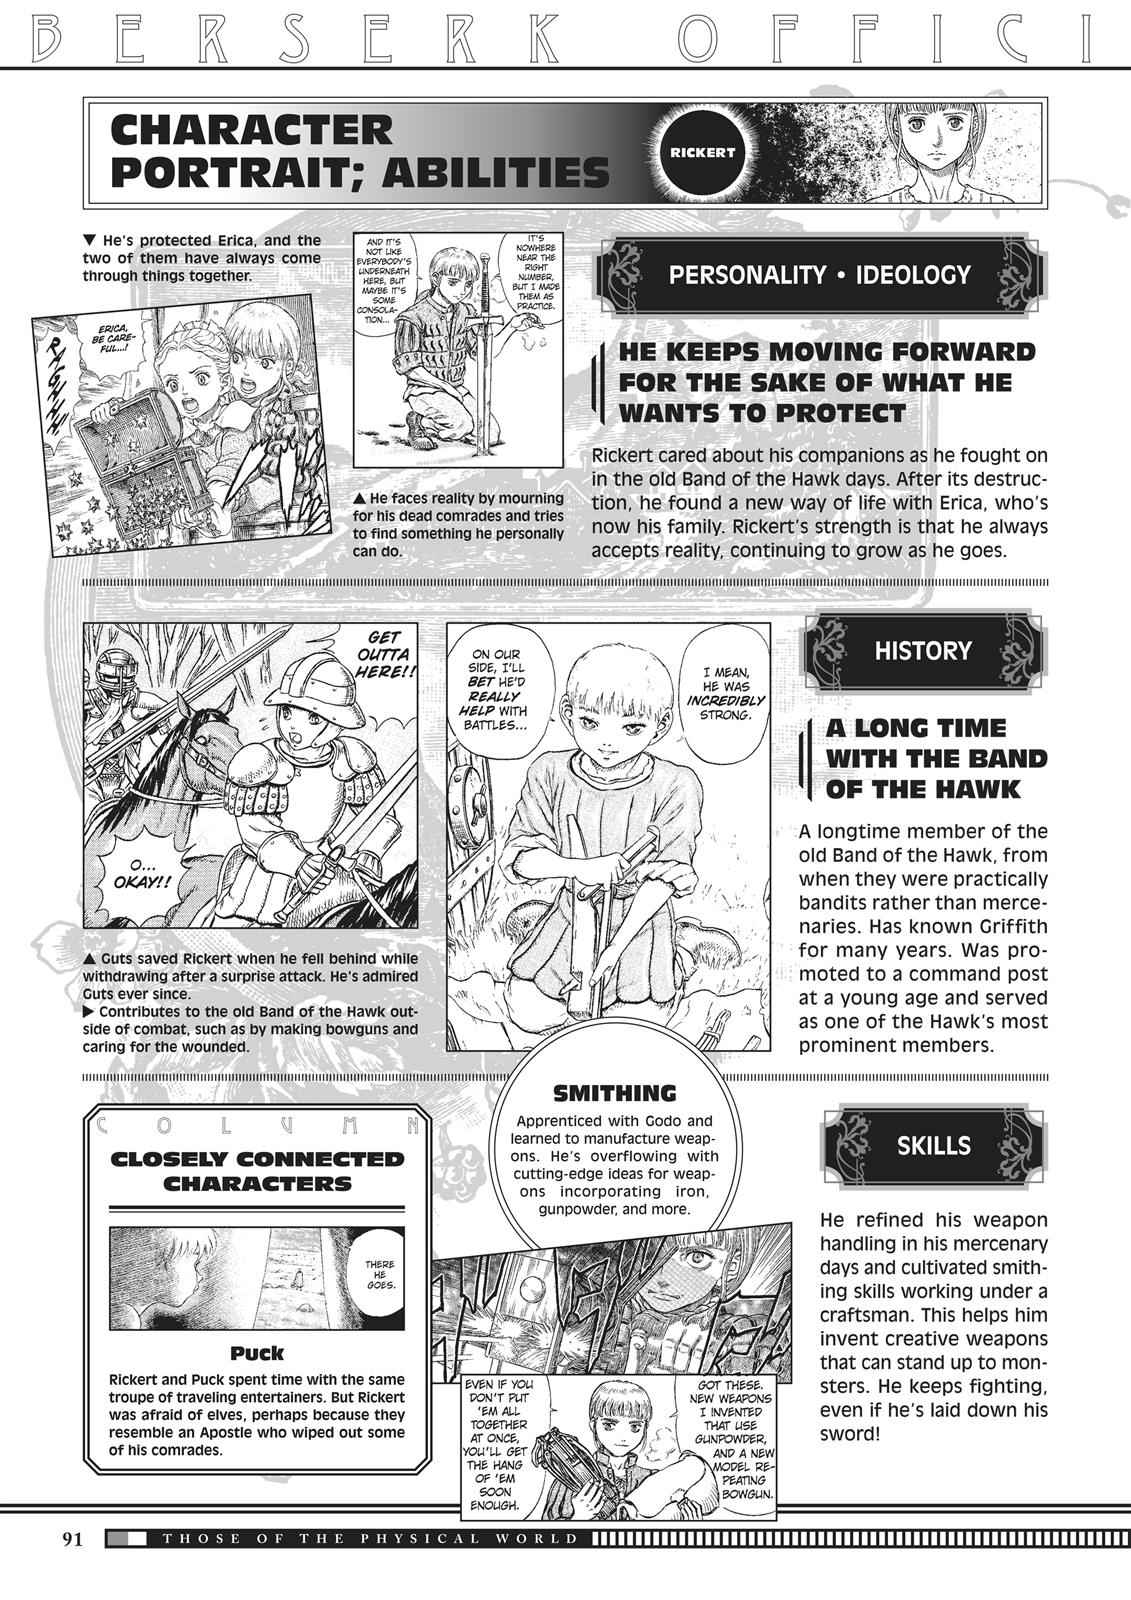 BERSERK OFFICI
CHARACTER
PORTRAIT; ABILITIES
RICKERT
▼ He's protected Erica, and the
two of them have always come
through things together.
ERICA,
BE CARE-
FUL...!
AND IT'S
NOT LIKE
EVERYBODY'S
UNDERNEATH
HERE, BUT
MAYBE IT'S
SOME
CONSOLA-
TION...
IT'S
NOWHERE
NEAR THE
RIGHT
NUMBER,
BUT I MADE
THEM AS
PRACTICE.
▲ He faces reality by mourning
for his dead comrades and tries
to find something he personally
can do.
PERSONALITY • IDEOLOGY
HE KEEPS MOVING FORWARD
FOR THE SAKE OF WHAT HE
WANTS TO PROTECT
Rickert cared about his companions as he fought on
in the old Band of the Hawk days. After its destruc-
tion, he found a new way of life with Erica, who's
now his family. Rickert's strength is that he always
accepts reality, continuing to grow as he goes.
GET
OUTTA
HERE!!
O...
OKAY!!
ON OUR
SIDE, I'LL
BET HE'D
REALLY
HELP WITH
BATTLES...
I MEAN,
HE WAS
INCREDIBLY
STRONG.
▲ Guts saved Rickert when he fell behind while
withdrawing after a surprise attack. He's admired
Guts ever since.
▶ Contributes to the old Band of the Hawk out-
side of combat, such as by making bowguns and
caring for the wounded.
HISTORY
A LONG TIME
WITH THE BAND
OF THE HAWK
A longtime member of the
old Band of the Hawk, from
when they were practically
bandits rather than merce-
naries. Has known Griffith
for many years. Was pro-
moted to a command post
at a young age and served
as one of the Hawk's most
prominent members.
COLUMN
CLOSELY CONNECTED
CHARACTERS
THERE
HE
GOES.
Puck
Rickert and Puck spent time with the same
troupe of traveling entertainers. But Rickert
was afraid of elves, perhaps because they
resemble an Apostle who wiped out some
of his comrades.
SMITHING
Apprenticed with Godo and
learned to manufacture weap-
ons. He's overflowing with
cutting-edge ideas for weap-
ons incorporating iron,
gunpowder, and more.
EVEN IF YOU
DON'T PUT
'EM ALL
TOGETHER
AT ONCE,
YOU'LL GET
THE HANG
OF 'EM
SOON
ENOUGH.
GOT THESE.
NEW WEAPONS
I INVENTED
THAT USE
GUNPOWDER,
AND A NEW
MODEL RE-
PEATING
BOWGUN.
SKILLS
He refined his weapon
handling in his mercenary
days and cultivated smith-
ing skills working under a
craftsman. This helps him
invent creative weapons
that can stand up to mon-
sters. He keeps fighting,
even if he's laid down his
sword!
91
THOSE OF THE PHYSICAL WORLD